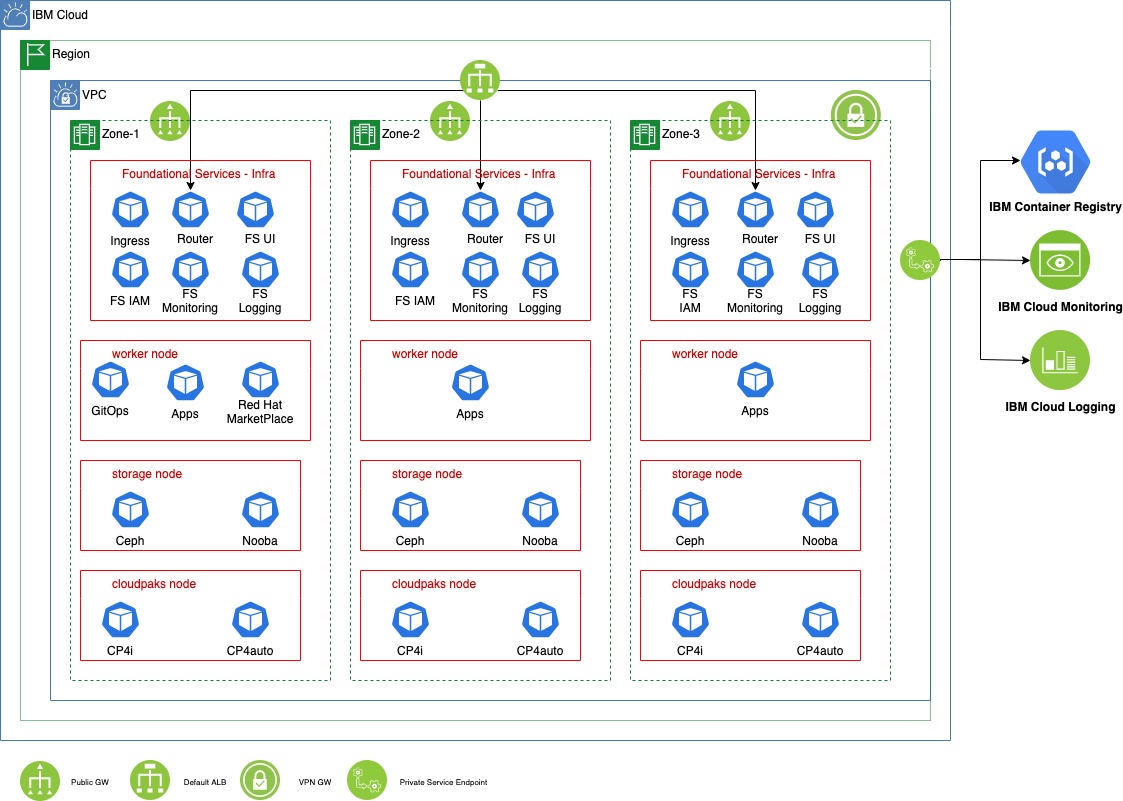 IBM Cloud
Region
VPC
Zone-1
Zone-2
Zone-3
Foundational Services - Infra
Ingress
Router
FS UI
FS IAM
FS
Monitoring
FS
Logging
Foundational Services - Infra
Ingress
Router
FS UI
FS IAM
FS
Monitoring
FS
Logging
Foundational Services - Infra
Ingress
Router
FS UI
FS
IAM
FS
Monitoring
FS
Logging
worker node
GitOps
Apps
Red Hat
MarketPlace
worker node
Apps
worker node
Apps
storage node
Ceph
Nooba
storage node
Ceph
Nooba
storage node
Ceph
Nooba
cloudpaks node
CP4i
CP4auto
cloudpaks node
CP4i
CP4auto
cloudpaks node
CP4i
CP4auto
IBM Container Registry
IBM Cloud Monitoring
IBM Cloud Logging
Public GW
Default ALB
VPN GW
Private Service Endpoint